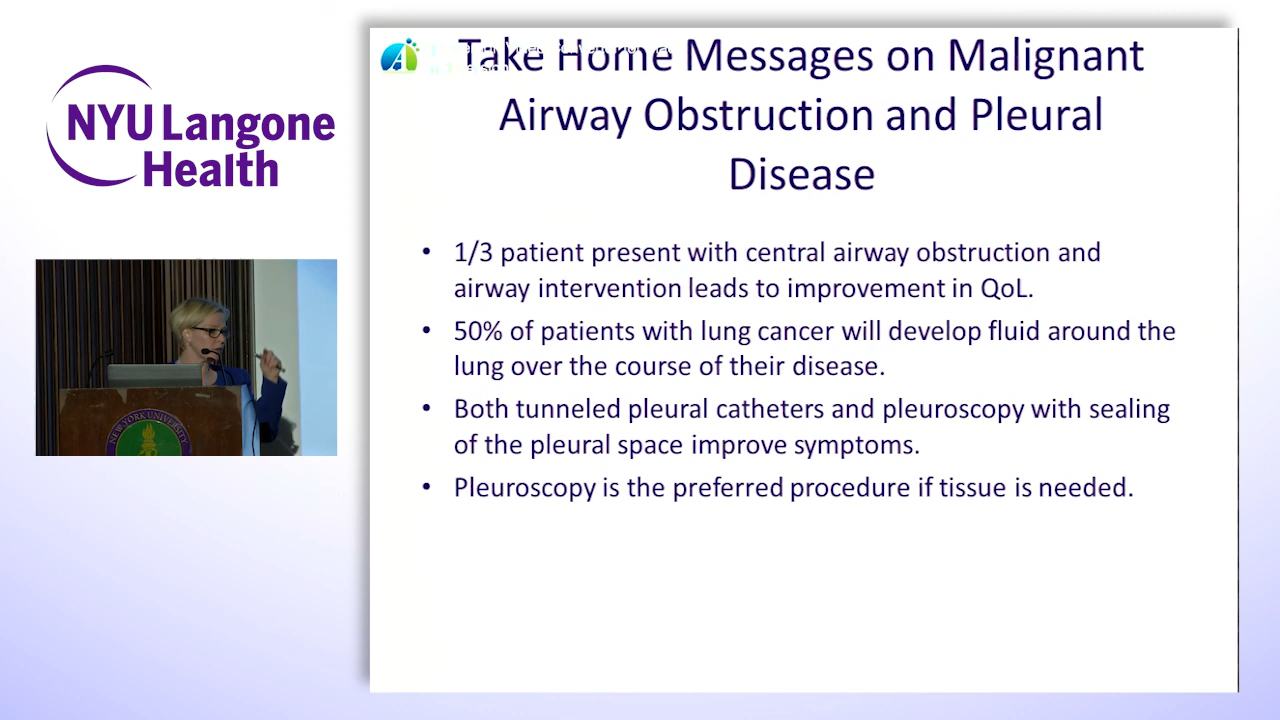 NYU Langone
Health
Take Home Messages on Malignant
Airway Obstruction and Pleural
Disease
• 1/3 patient present with central airway obstruction and
airway intervention leads to improvement in QoL.
• 50% of patients with lung cancer will develop fluid around the
lung over the course of their disease.
• Both tunneled pleural catheters and pleuroscopy with sealing
of the pleural space improve symptoms.
• Pleuroscopy is the preferred procedure if tissue is needed.
NEW YORK UNIVERSITY